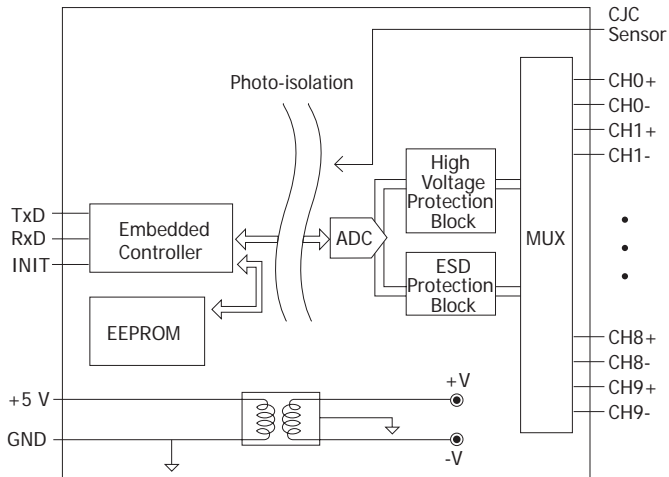 CJC
Sensor
Photo-isolation
CH0+
CH0-
CH1+
CH1-
High
Voltage
Protection
Block
TxD
RxD
INIT
Embedded
Controller
ADC
MUX
ESD
Protection
Block
EEPROM
CH8+
CH8-
CH9+
CH9-
+5 V
GND
+V
-V